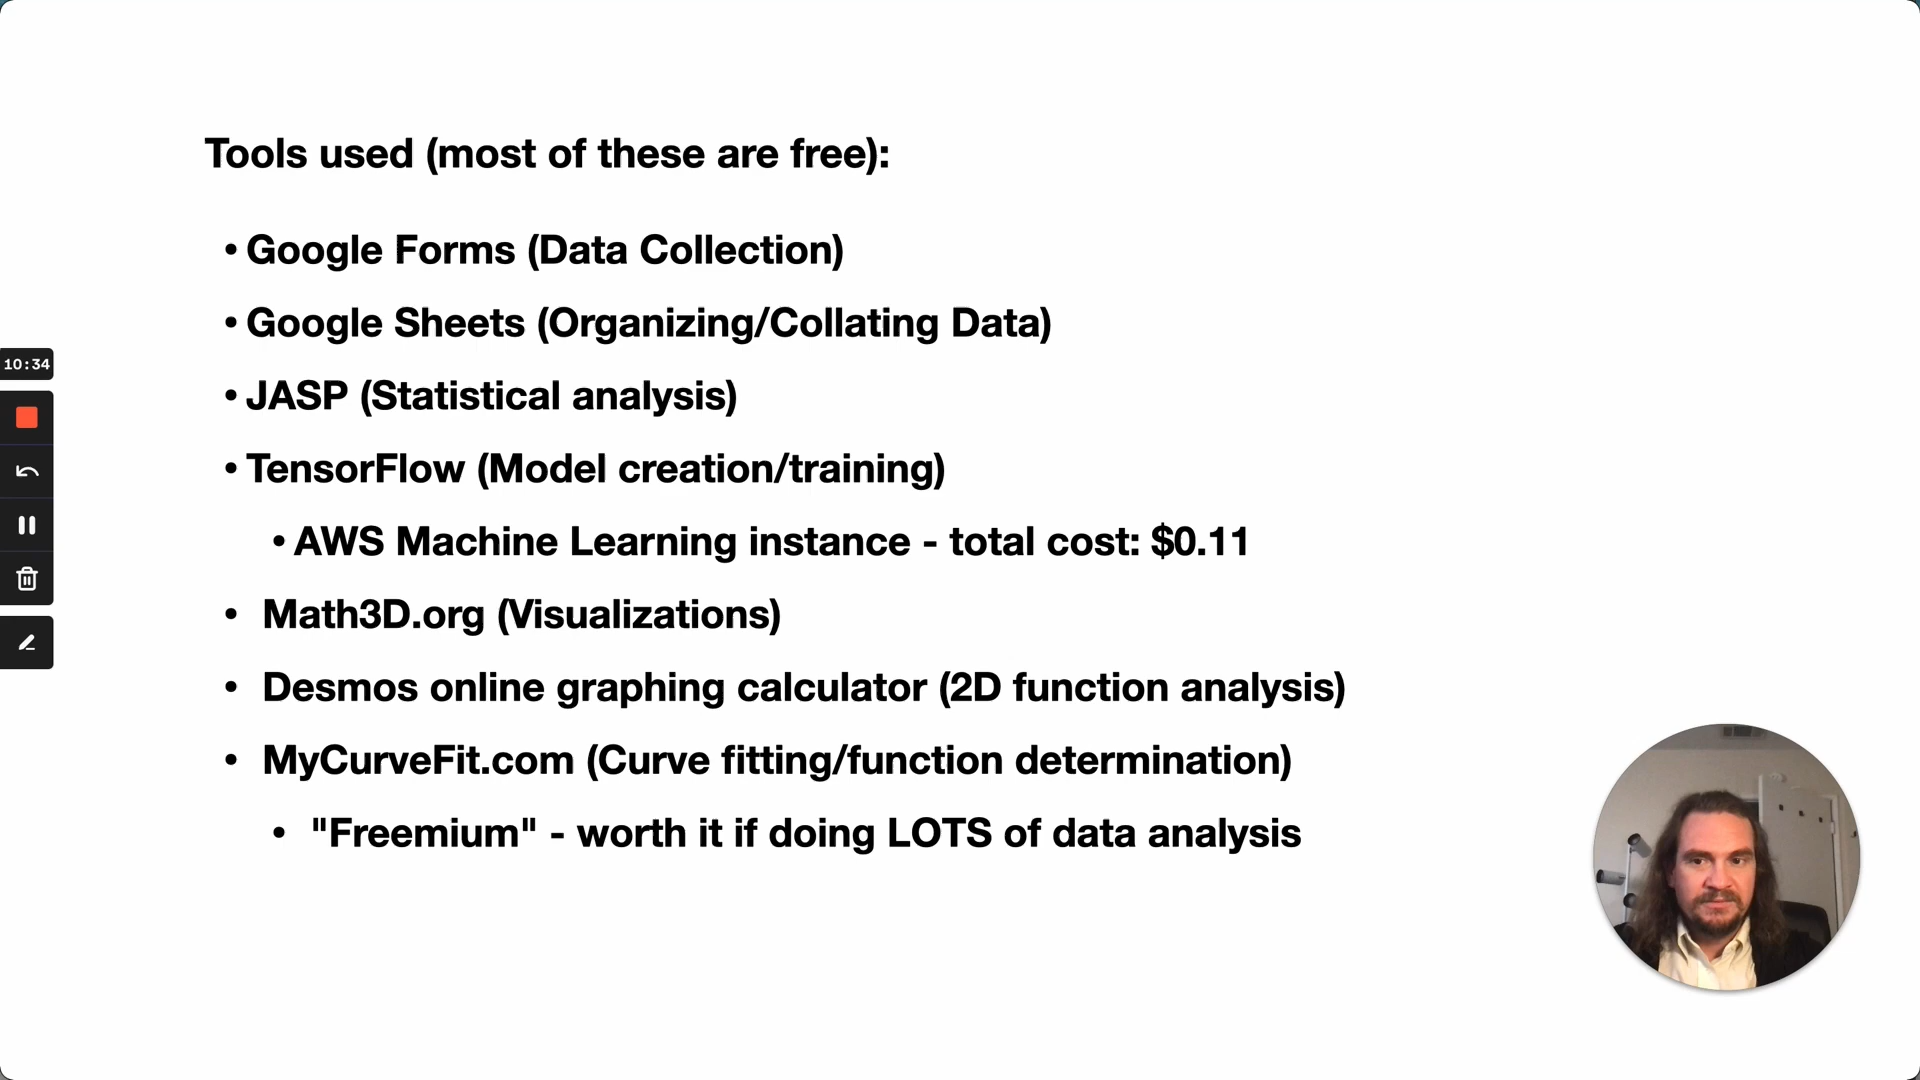 Tools used (most of these are free):
• Google Forms (Data Collection)
• Google Sheets (Organizing/Collating Data)
10:34
• JASP (Statistical analysis)
• TensorFlow (Model creation/training)
• AWS Machine Learning instance - total cost: $0.11
• Math3D.org (Visualizations)
• Desmos online graphing calculator (2D function analysis)
• MyCurveFit.com (Curve fitting/function determination)
• "Freemium" - worth it if doing LOTS of data analysis